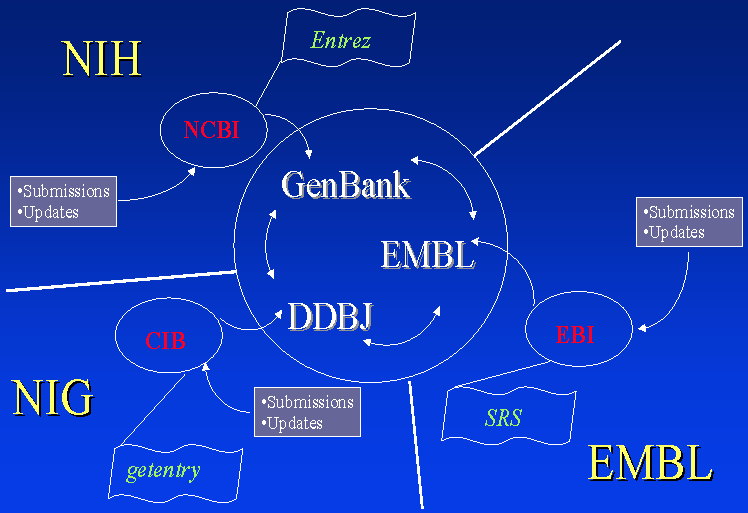 Entrez
NIH
NCBI
•Submissions
•Updates
GenBank
•Submissions
•Updates
EMBL
DDBJ
CIB
EBI
NIG
•Submissions
•Updates
SRS
getentry
EMBL